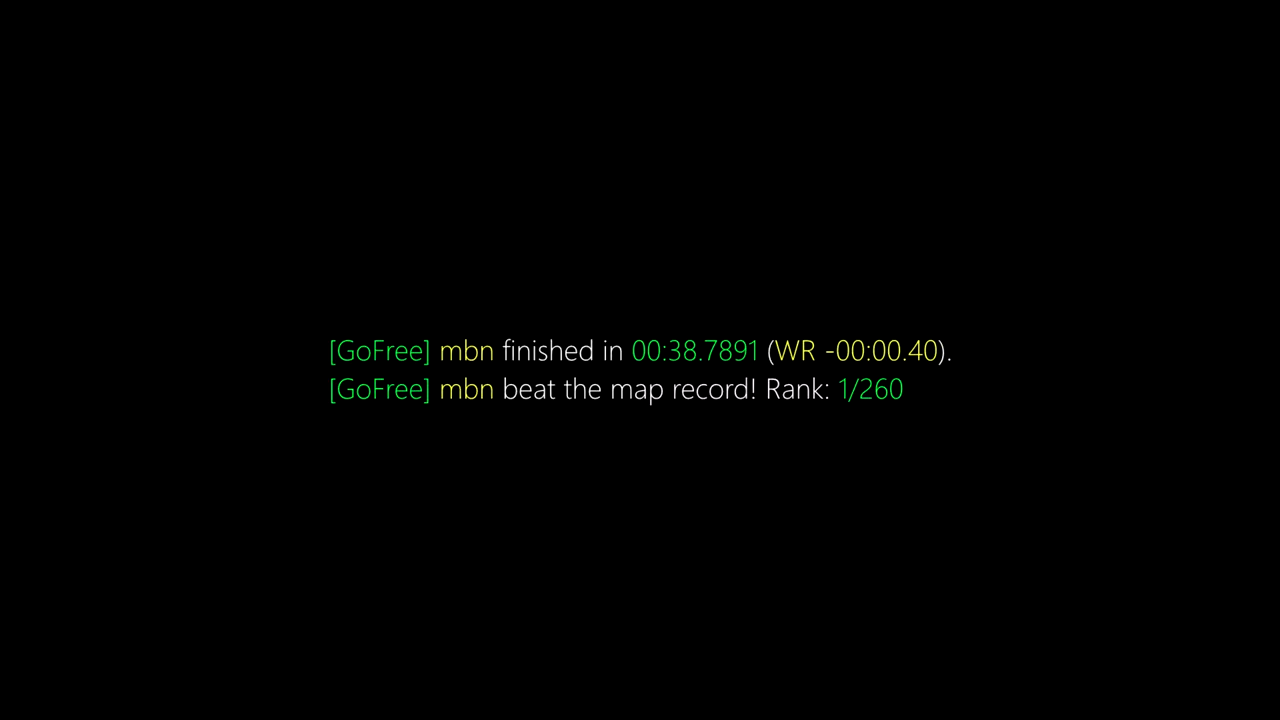 [GoFree] mbn finished in 00:38.7891 (WR -00:00.40).
[GoFree] mbn beat the map record! Rank: 1/260